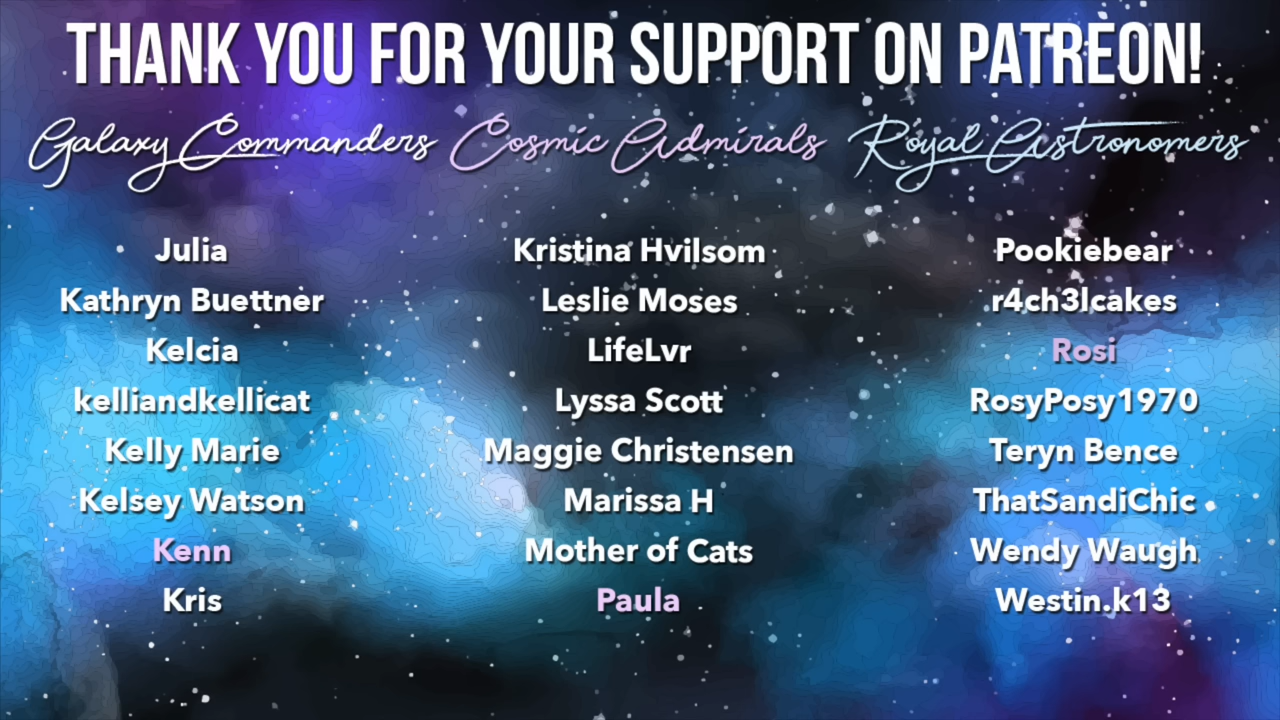 THANK YOU FOR YOUR SUPPORT ON PATREON!
Galaxy Commanders
Cosmic Admirals
Royal Astronomers
Julia
Kathryn Buettner
Kelcia
kelliandkellicat
Kelly Marie
Kelsey Watson
Kenn
Kris
Kristina Hvilsom
Leslie Moses
LifeLvr
Lyssa Scott
Maggie Christensen
Marissa H
Mother of Cats
Paula
Pookiebear
r4ch3lcakes
Rosi
RosyPosy1970
Teryn Bence
ThatSandiChic
Wendy Waugh
Westin.k13